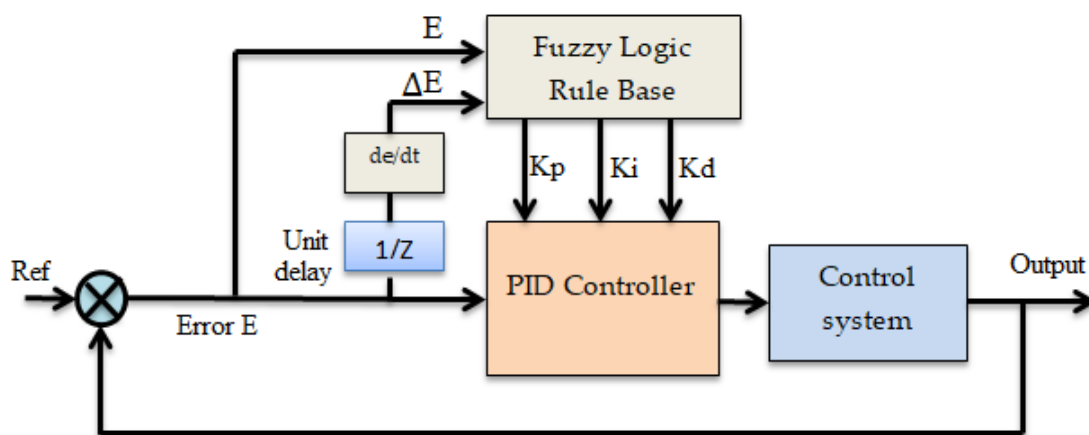 E
Fuzzy Logic
Rule Base
ΔE
de/dt
Kp
Ki
Kd
Unit
delay
1/Z
Ref
PID Controller
Control
system
Output
Error E